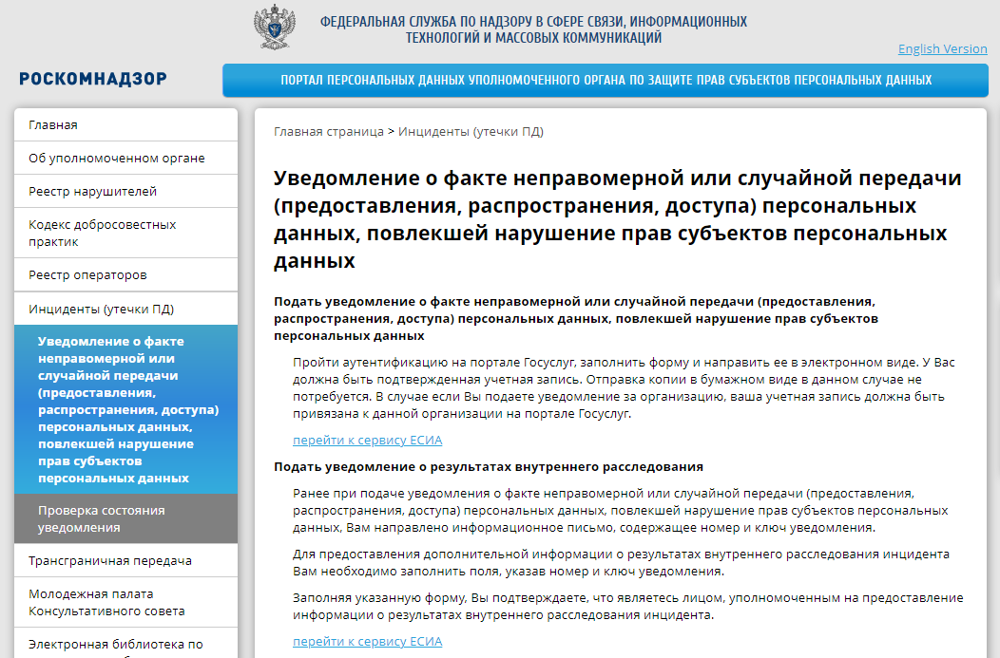 ФЕДЕРАЛЬНАЯ СЛУЖБА ПО НАДЗОРУ В СФЕРЕ СВЯЗИ, ИНФОРМАЦИОННЫХ
ТЕХНОЛОГИЙ И МАССОВЫХ КОММУНИКАЦИЙ
English Version
РОСКОМНАДЗОР
ПОРТАЛ ПЕРСОНАЛЬНЫХ ДАННЫХ УПОЛНОМОЧЕННОГО ОРГАНА ПО ЗАЩИТЕ ПРАВ СУБЪЕКТОВ ПЕРСОНАЛЬНЫХ ДАННЫХ
Главная
Об уполномоченном органе
Реестр нарушителей
Кодекс добросовестных
практик
Реестр операторов
Инциденты (утечки ПД)
Уведомление о факте
неправомерной или
случайной передачи
(предоставления,
распространения, доступа)
персональных данных,
повлекшей нарушение
прав субъектов
персональных данных
Проверка состояния
уведомления
Трансграничная передача
Молодежная палата
Консультативного совета
Электронная библиотека по
Главная страница > Инциденты (утечки ПД)
Уведомление о факте неправомерной или случайной передачи
(предоставления, распространения, доступа) персональных
данных, повлекшей нарушение прав субъектов персональных
данных
Подать уведомление о факте неправомерной или случайной передачи (предоставления,
распространения, доступа) персональных данных, повлекшей нарушение прав субъектов
персональных данных
Пройти аутентификацию на портале Госуслуг, заполнить форму и направить ее в электронном виде. У Вас
должна быть подтвержденная учетная запись. Отправка копии в бумажном виде в данном случае не
потребуется. В случае если Вы подаете уведомление за организацию, ваша учетная запись должна быть
привязана к данной организации на портале Госуслуг.
перейти к сервису ЕСИА
Подать уведомление о результатах внутреннего расследования
Ранее при подаче уведомления о факте неправомерной или случайной передачи (предоставления,
распространения, доступа) персональных данных, повлекшей нарушение прав субъектов персональных
данных, Вам направлено информационное письмо, содержащее номер и ключ уведомления.
Для предоставления дополнительной информации о результатах внутреннего расследования инцидента
Вам необходимо заполнить поля, указав номер и ключ уведомления.
Заполняя указанную форму, Вы подтверждаете, что являетесь лицом, уполномоченным на предоставление
информации о результатах внутреннего расследования инцидента.
перейти к сервису ЕСИА